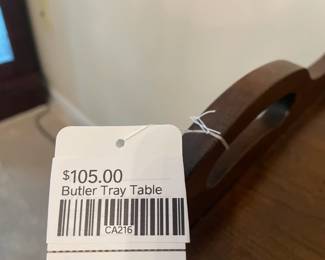 $105.00
Butler Tray Table
CA216